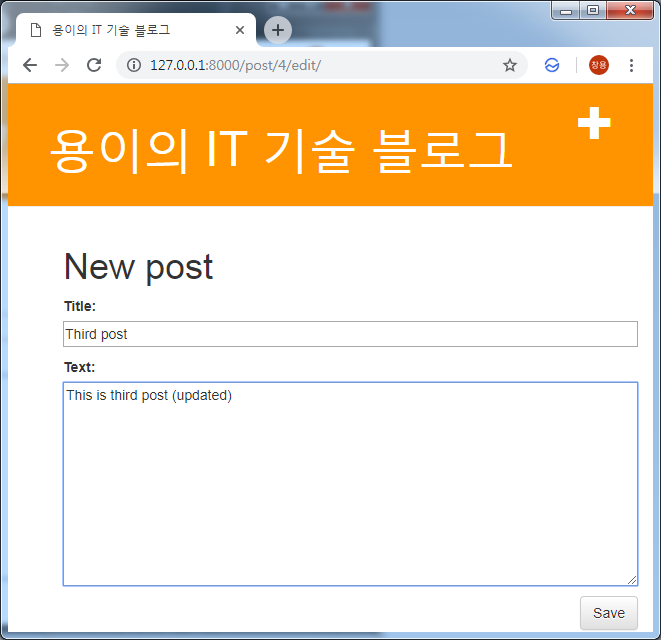 용이의 IT 기술 블로그
127.0.0.1:8000/post/4/edit/
창용
용이의 IT 기술 블로그
New post
Title:
Third post
Text:
This is third post (updated)
Save